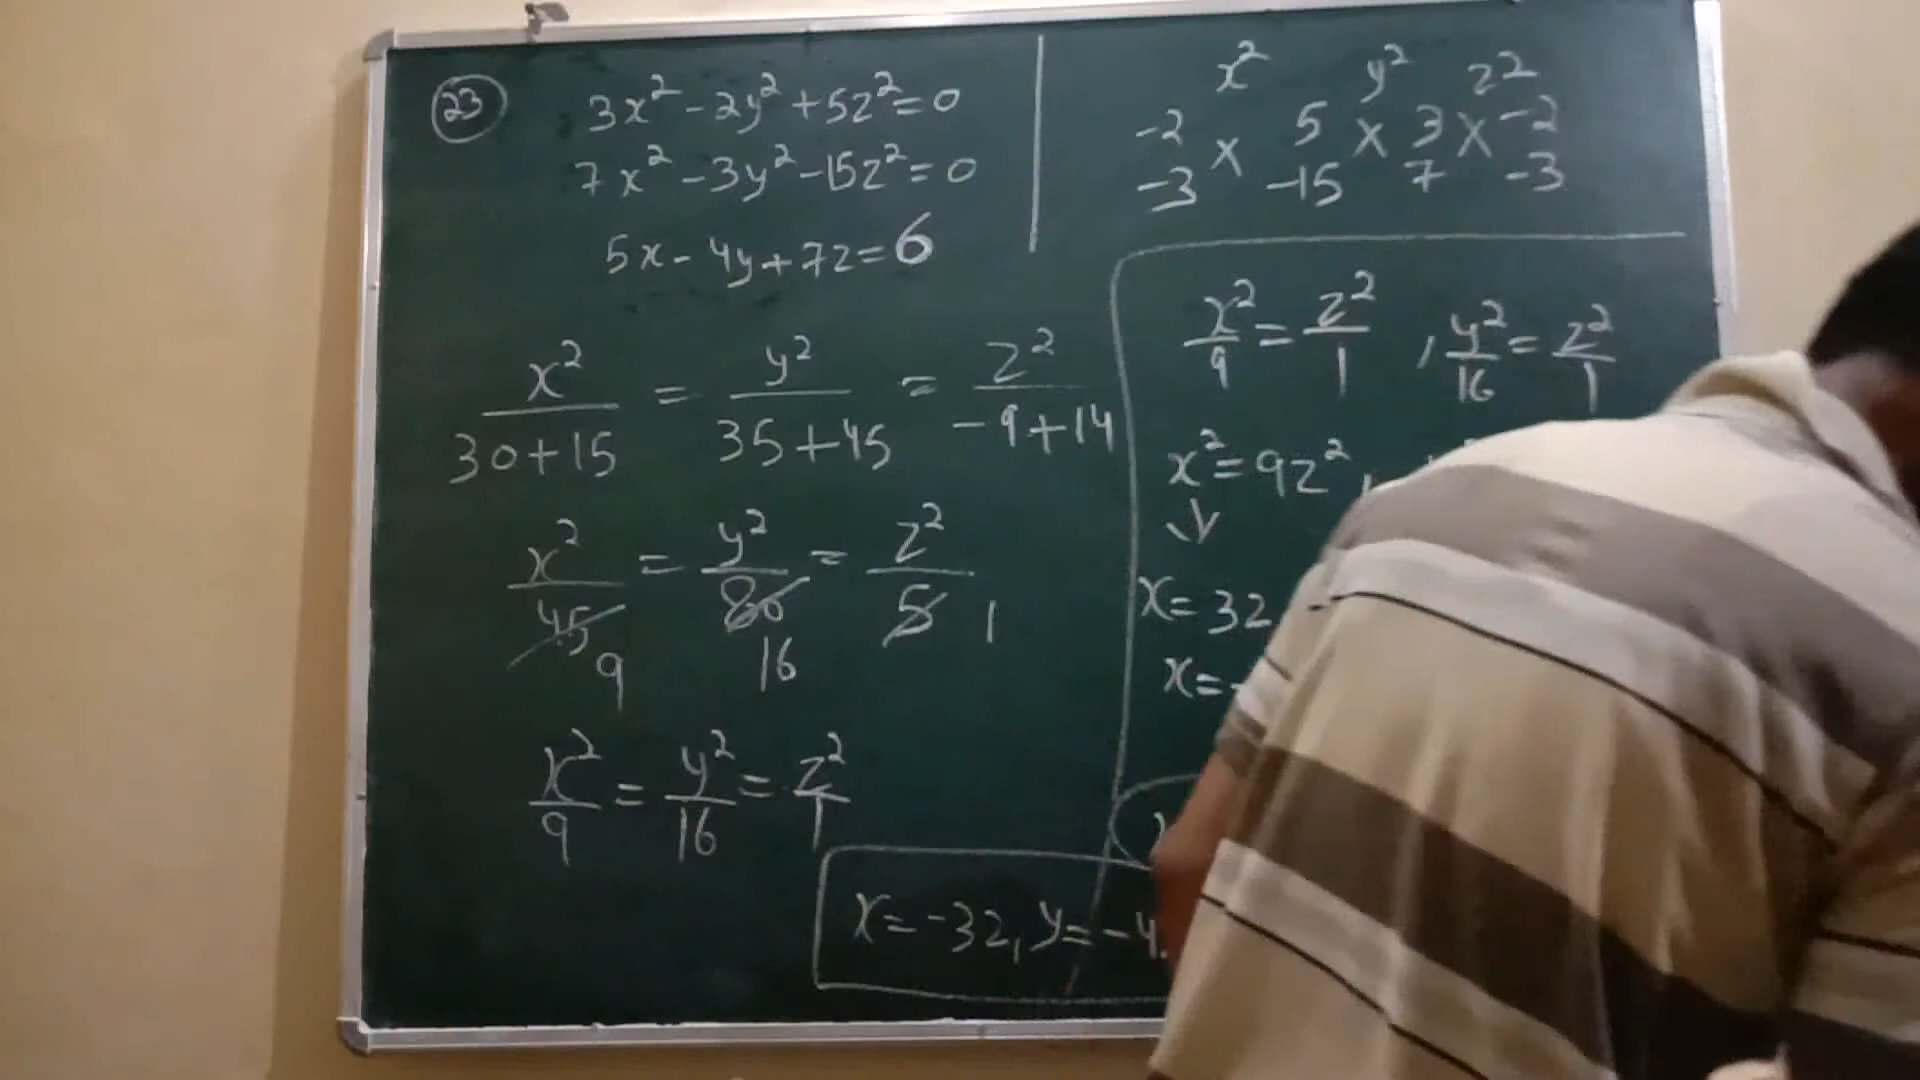 (23) 3x² - 2y² + 5z² = 0
7x² - 3y² - 15z² = 0
5x - 4y + 7z = 6
x²/30+15 = y²/35+45 = z²/-9+14
x²/45 = y²/80 = z²/5
9 16 1
x²/9 = y²/16 = z²/1
x² y² z²
-2 × 5 × 3 × -2
-3 -15 7 -3
x²/9 = z²/1 , y²/16 = z²/1
x² = 9z²,
x = 3z
x = -
x = -3z, y = -4